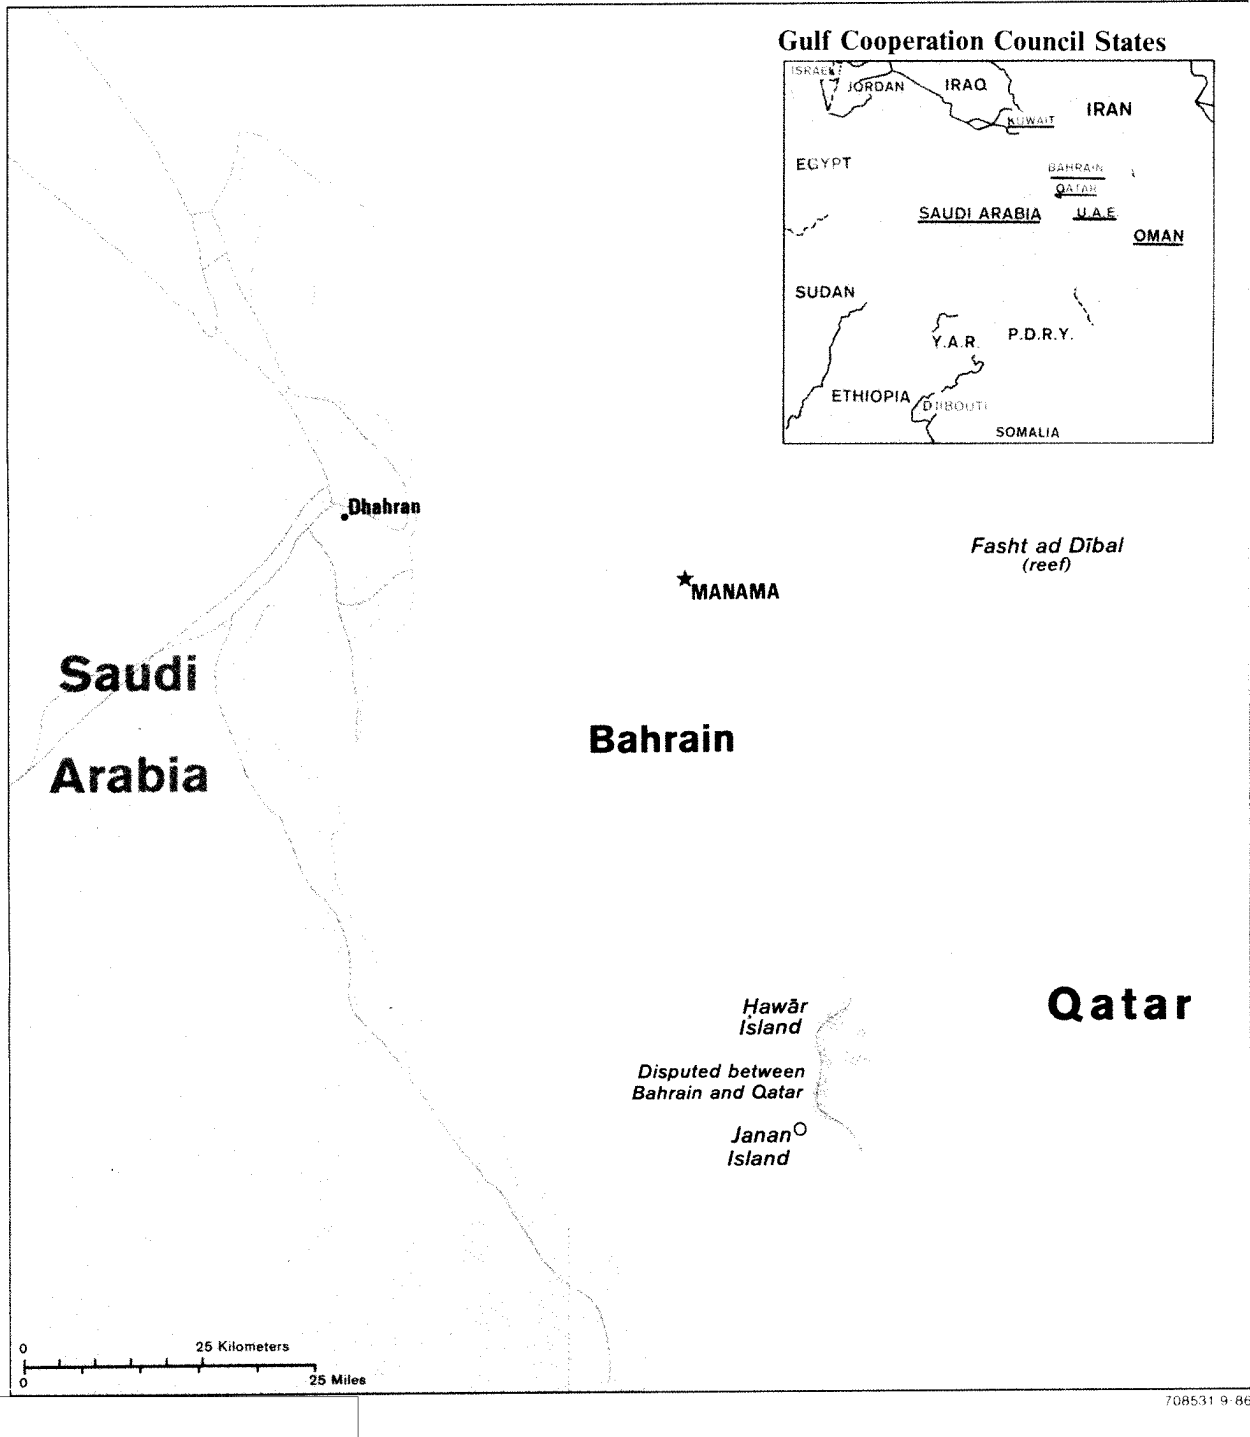 Gulf Cooperation Council States
ISRAEL
JORDAN
IRAQ
IRAN
KUWAIT
EGYPT
BAHRAIN
QATAR
SAUDI ARABIA
U.A.E.
OMAN
SUDAN
Y.A.R.
P.D.R.Y.
ETHIOPIA
DJIBOUTI
SOMALIA
Dhahran
Fasht ad Dībal
(reef)
MANAMA
Saudi
Arabia
Bahrain
Qatar
Ḥawār
Island
Disputed between
Bahrain and Qatar
Janan
Island
0 25 Kilometers
0 25 Miles
708531 9-86